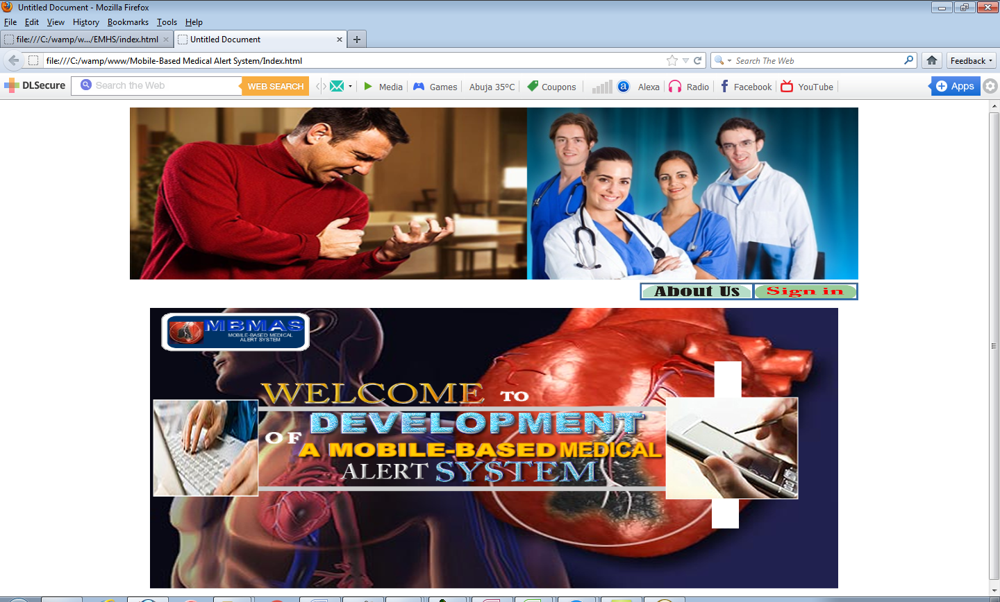 Untitled Document - Mozilla Firefox
File Edit View History Bookmarks Tools Help
file:///C:/wamp/w.../EMHS/index.html Untitled Document
file:///C:/wamp/www/Mobile-Based Medical Alert System/Index.html Search The Web Feedback
DLSecure Search the Web WEB SEARCH Media Games Abuja 35°C Coupons a Alexa Radio Facebook YouTube Apps
About Us Sign in
MBMAS
MOBILE-BASED MEDICAL
ALERT SYSTEM
WELCOME TO
DEVELOPMENT
OF
A MOBILE-BASED MEDICAL
ALERT SYSTEM